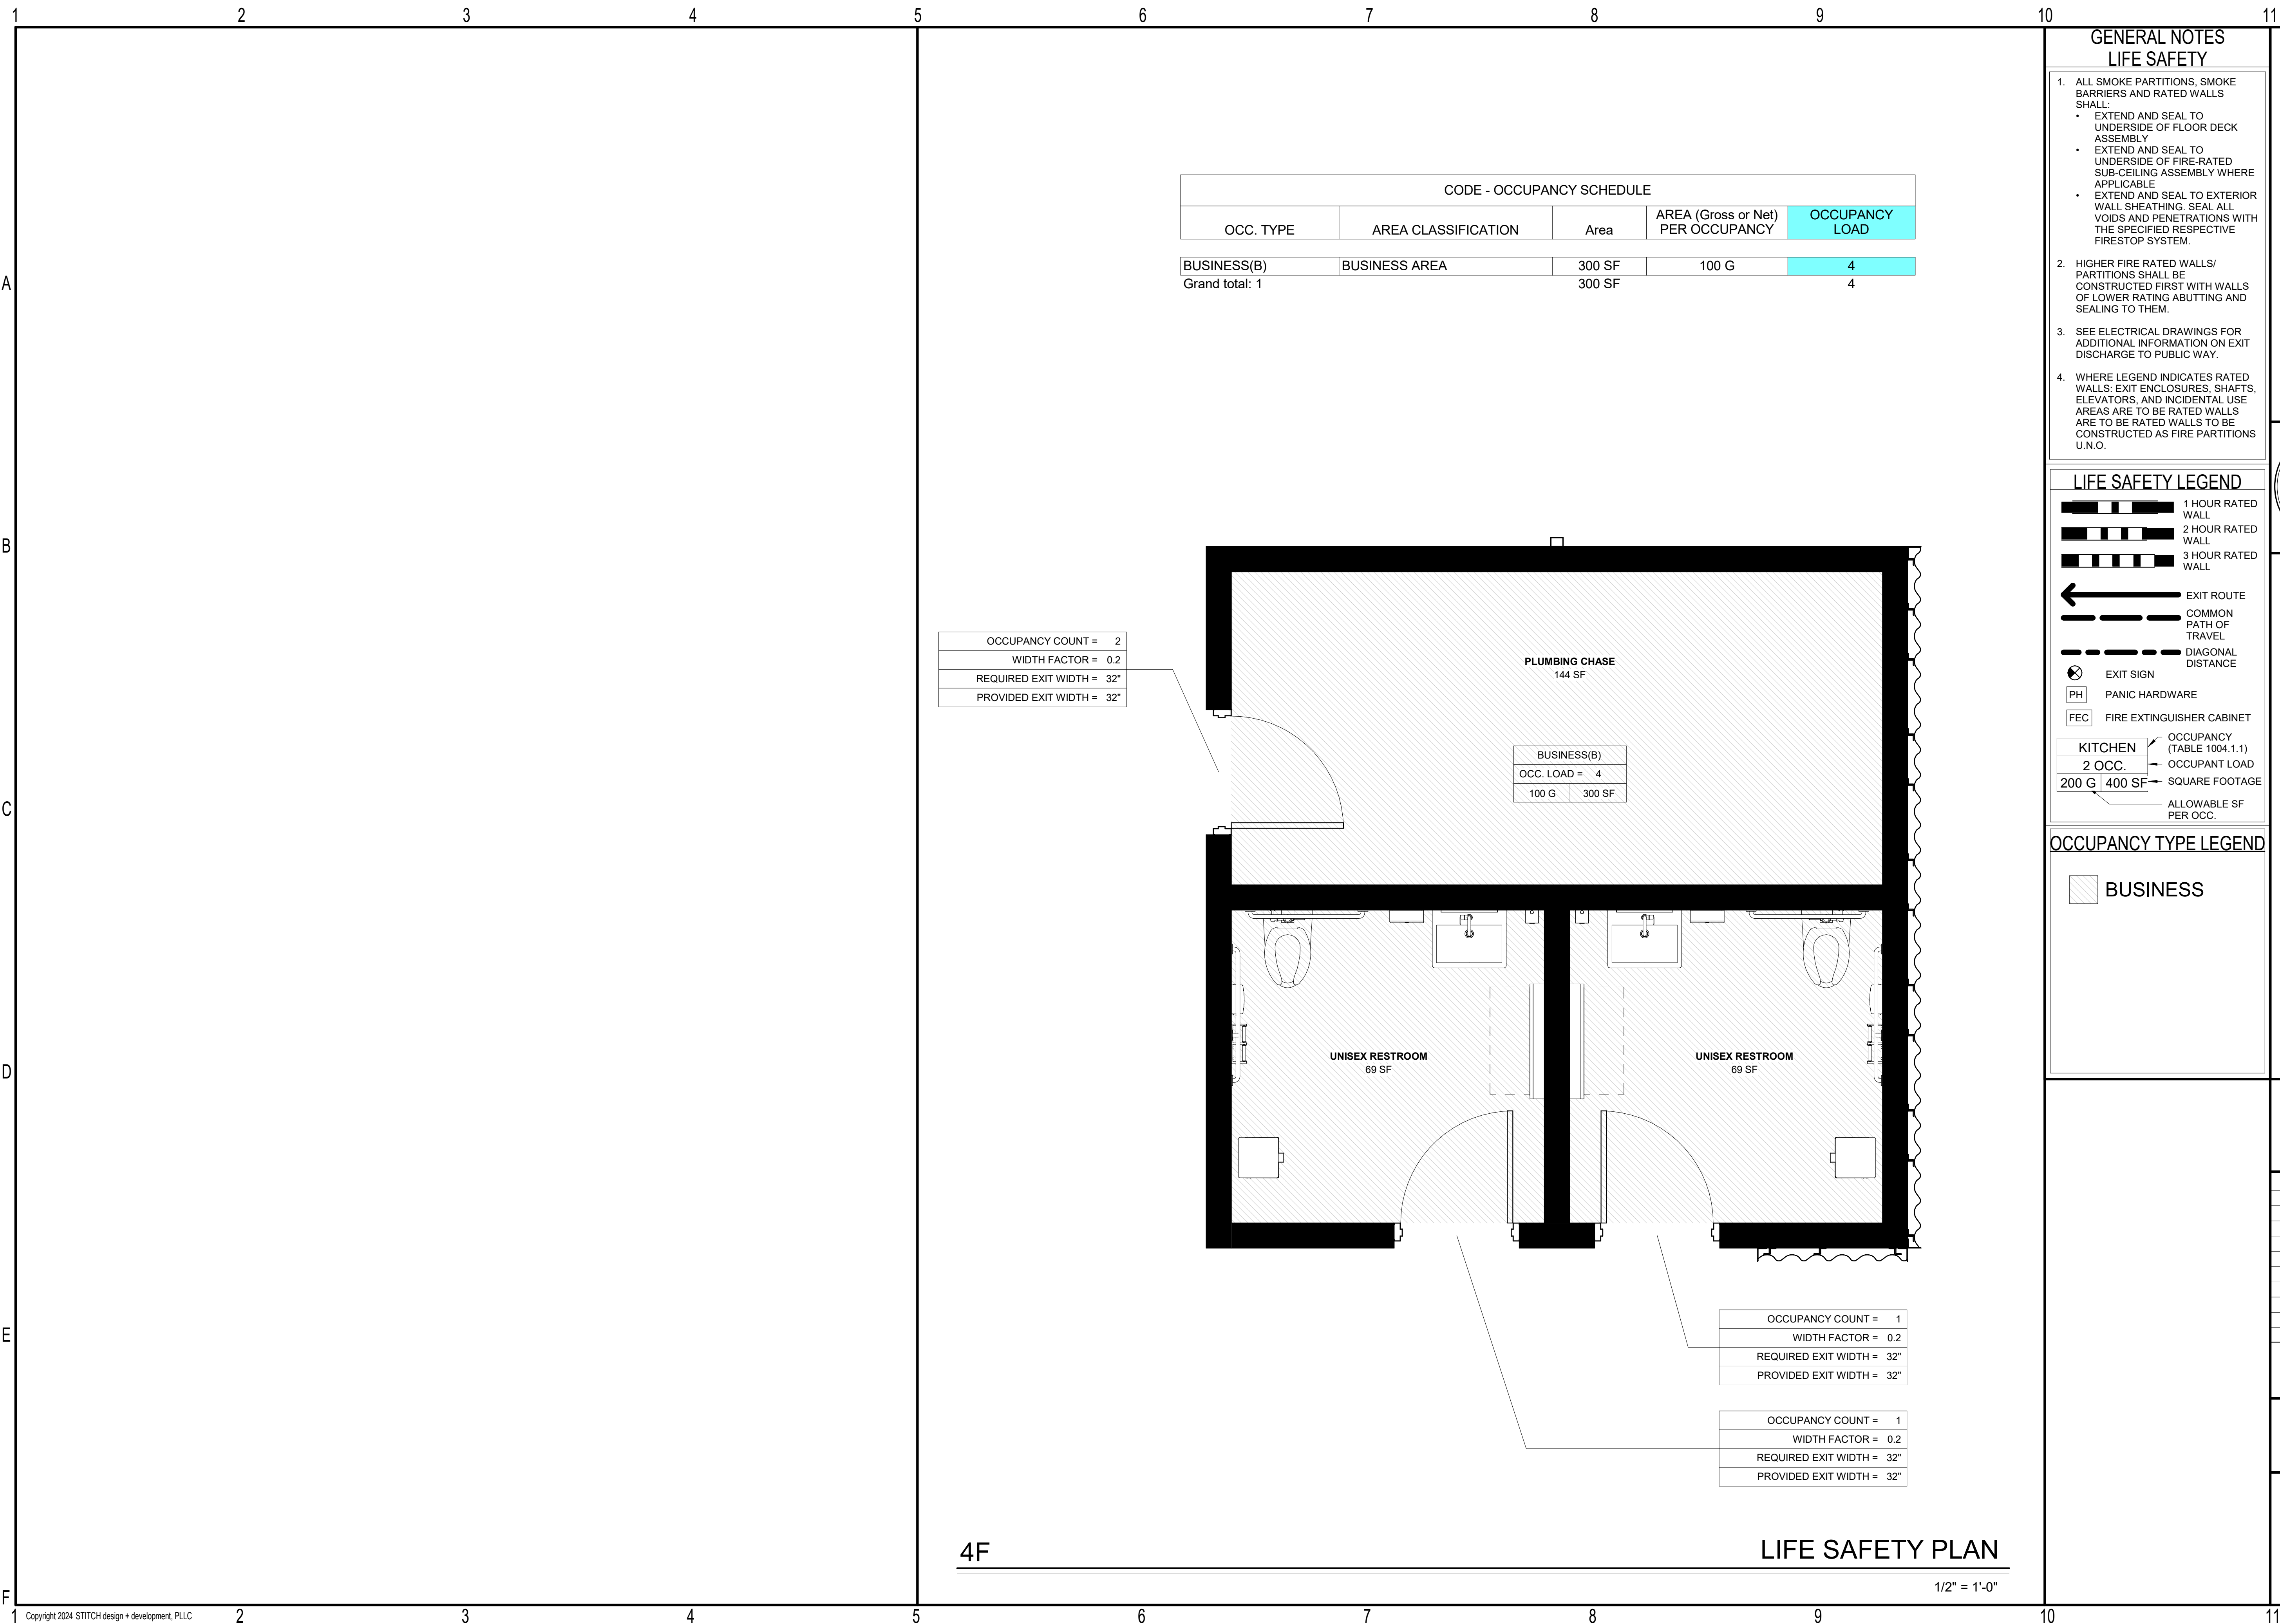 1 2 3 4 5 6 7 8 9 10 11
GENERAL NOTES
LIFE SAFETY
1. ALL SMOKE PARTITIONS, SMOKE
BARRIERS AND RATED WALLS
SHALL:
• EXTEND AND SEAL TO
UNDERSIDE OF FLOOR DECK
ASSEMBLY
• EXTEND AND SEAL TO
UNDERSIDE OF FIRE-RATED
SUB-CEILING ASSEMBLY WHERE
APPLICABLE
• EXTEND AND SEAL TO EXTERIOR
WALL SHEATHING. SEAL ALL
VOIDS AND PENETRATIONS WITH
THE SPECIFIED RESPECTIVE
FIRESTOP SYSTEM.
2. HIGHER FIRE RATED WALLS/
PARTITIONS SHALL BE
CONSTRUCTED FIRST WITH WALLS
OF LOWER RATING ABUTTING AND
SEALING TO THEM.
3. SEE ELECTRICAL DRAWINGS FOR
ADDITIONAL INFORMATION ON EXIT
DISCHARGE TO PUBLIC WAY.
4. WHERE LEGEND INDICATES RATED
WALLS: EXIT ENCLOSURES, SHAFTS,
ELEVATORS, AND INCIDENTAL USE
AREAS ARE TO BE RATED WALLS
ARE TO BE RATED WALLS TO BE
CONSTRUCTED AS FIRE PARTITIONS
U.N.O.
LIFE SAFETY LEGEND
1 HOUR RATED
WALL
2 HOUR RATED
WALL
3 HOUR RATED
WALL
EXIT ROUTE
COMMON
PATH OF
TRAVEL
DIAGONAL
DISTANCE
EXIT SIGN
PH PANIC HARDWARE
FEC FIRE EXTINGUISHER CABINET
KITCHEN
2 OCC.
200 G 400 SF
OCCUPANCY
(TABLE 1004.1.1)
OCCUPANT LOAD
SQUARE FOOTAGE
ALLOWABLE SF
PER OCC.
OCCUPANCY TYPE LEGEND
BUSINESS
CODE - OCCUPANCY SCHEDULE
OCC. TYPE AREA CLASSIFICATION Area AREA (Gross or Net)
PER OCCUPANCY OCCUPANCY
LOAD
BUSINESS(B) BUSINESS AREA 300 SF 100 G 4
Grand total: 1 300 SF 4
A
B
C
D
E
F
OCCUPANCY COUNT = 2
WIDTH FACTOR = 0.2
REQUIRED EXIT WIDTH = 32"
PROVIDED EXIT WIDTH = 32"
PLUMBING CHASE
144 SF
BUSINESS(B)
OCC. LOAD = 4
100 G 300 SF
UNISEX RESTROOM
69 SF
UNISEX RESTROOM
69 SF
OCCUPANCY COUNT = 1
WIDTH FACTOR = 0.2
REQUIRED EXIT WIDTH = 32"
PROVIDED EXIT WIDTH = 32"
OCCUPANCY COUNT = 1
WIDTH FACTOR = 0.2
REQUIRED EXIT WIDTH = 32"
PROVIDED EXIT WIDTH = 32"
4F LIFE SAFETY PLAN
1/2" = 1'-0"
1 Copyright 2024 STITCH design + development, PLLC 2 3 4 5 6 7 8 9 10 11